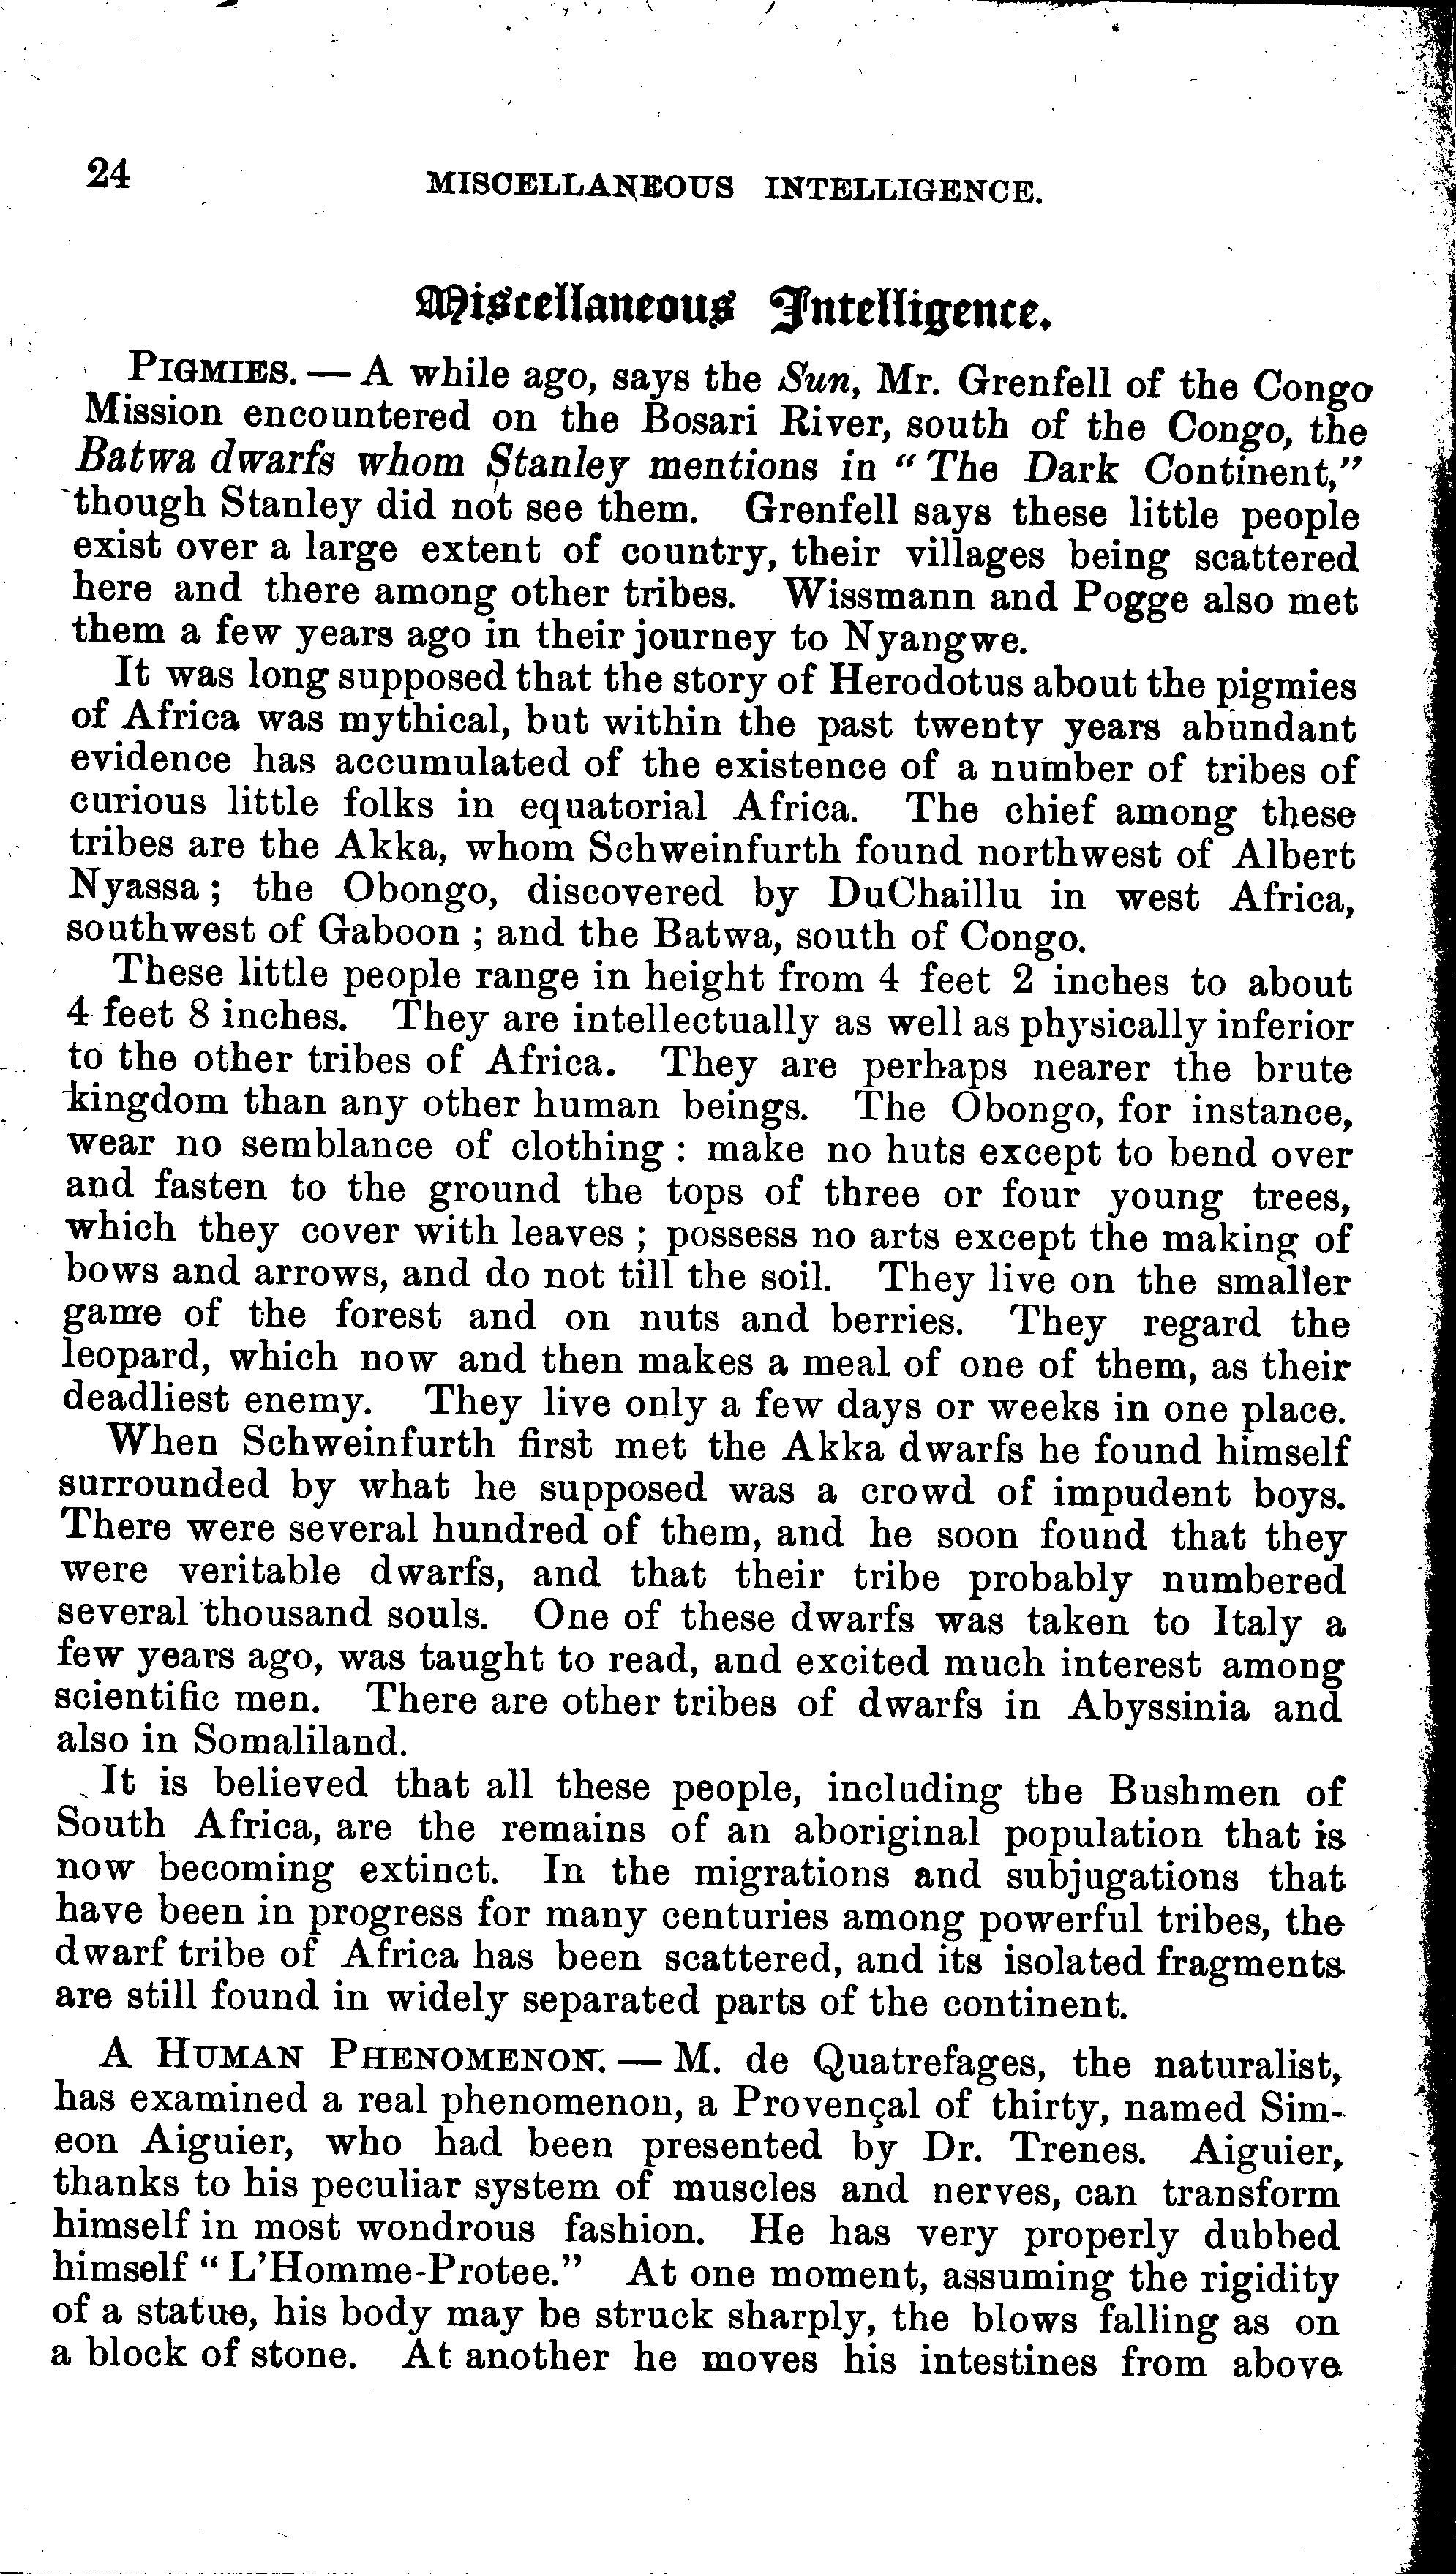 24
MISCELLANEOUS INTELLIGENCE.
Miscellaneous Intelligence.
PIGMIES. — A while ago, says the Sun, Mr. Grenfell of the Congo
Mission encountered on the Bosari River, south of the Congo, the
Batwa dwarfs whom Stanley mentions in "The Dark Continent,"
though Stanley did not see them. Grenfell says these little people
exist over a large extent of country, their villages being scattered
here and there among other tribes. Wissmann and Pogge also met
them a few years ago in their journey to Nyangwe.
It was long supposed that the story of Herodotus about the pigmies
of Africa was mythical, but within the past twenty years abundant
evidence has accumulated of the existence of a number of tribes of
curious little folks in equatorial Africa. The chief among these
tribes are the Akka, whom Schweinfurth found northwest of Albert
Nyassa ; the Obongo, discovered by DuChaillu in west Africa,
southwest of Gaboon ; and the Batwa, south of Congo.
These little people range in height from 4 feet 2 inches to about
4 feet 8 inches. They are intellectually as well as physically inferior
to the other tribes of Africa. They are perhaps nearer the brute
kingdom than any other human beings. The Obongo, for instance,
wear no semblance of clothing : make no huts except to bend over
and fasten to the ground the tops of three or four young trees,
which they cover with leaves ; possess no arts except the making of
bows and arrows, and do not till the soil. They live on the smaller
game of the forest and on nuts and berries. They regard the
leopard, which now and then makes a meal of one of them, as their
deadliest enemy. They live only a few days or weeks in one place.
When Schweinfurth first met the Akka dwarfs he found himself
surrounded by what he supposed was a crowd of impudent boys.
There were several hundred of them, and he soon found that they
were veritable dwarfs, and that their tribe probably numbered
several thousand souls. One of these dwarfs was taken to Italy a
few years ago, was taught to read, and excited much interest among
scientific men. There are other tribes of dwarfs in Abyssinia and
also in Somaliland.
It is believed that all these people, including the Bushmen of
South Africa, are the remains of an aboriginal population that is
now becoming extinct. In the migrations and subjugations that
have been in progress for many centuries among powerful tribes, the
dwarf tribe of Africa has been scattered, and its isolated fragments
are still found in widely separated parts of the continent.
A HUMAN PHENOMENON. — M. de Quatrefages, the naturalist,
has examined a real phenomenon, a Provençal of thirty, named Sim-
eon Aiguier, who had been presented by Dr. Trenes. Aiguier,
thanks to his peculiar system of muscles and nerves, can transform
himself in most wondrous fashion. He has very properly dubbed
himself "L'Homme-Protee." At one moment, assuming the rigidity
of a statue, his body may be struck sharply, the blows falling as on
a block of stone. At another he moves his intestines from above